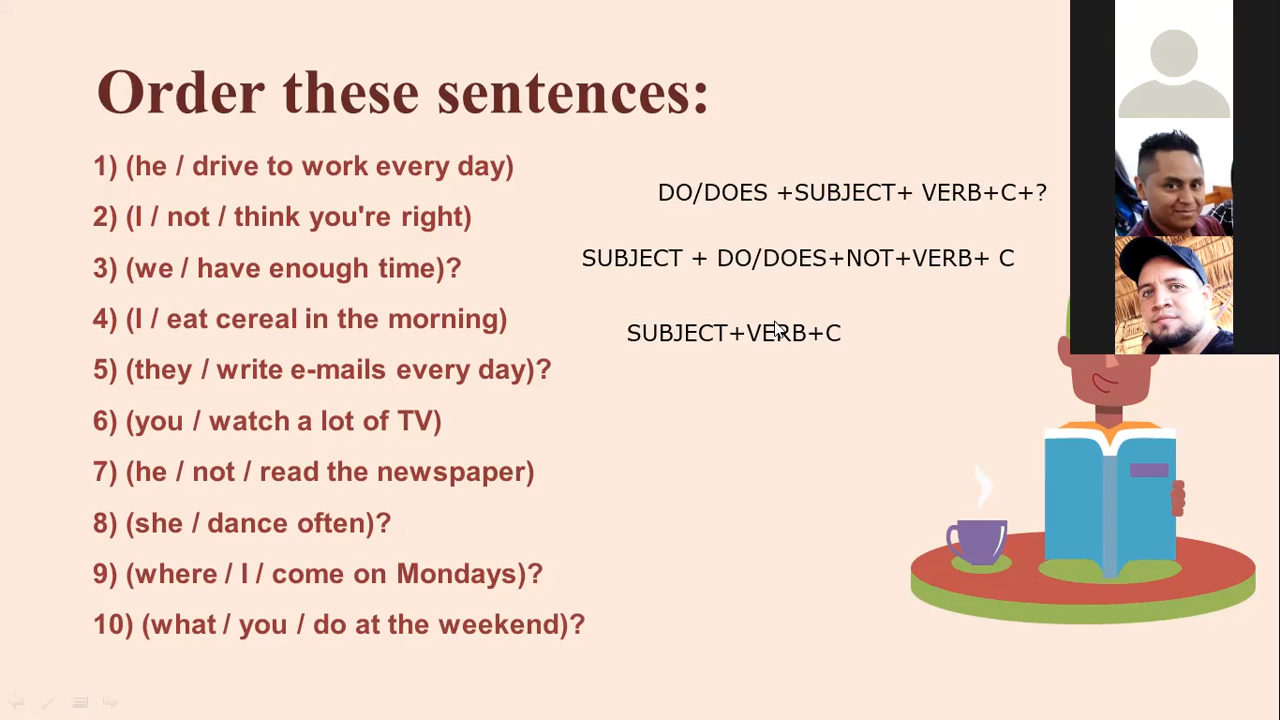 Order these sentences:
1) (he / drive to work every day)
DO/DOES +SUBJECT+ VERB+C+?
2) (I / not / think you're right)
SUBJECT + DO/DOES+NOT+VERB+ C
3) (we / have enough time)?
4) (I / eat cereal in the morning)
SUBJECT+VERB+C
5) (they / write e-mails every day)?
6) (you / watch a lot of TV)
7) (he / not / read the newspaper)
8) (she / dance often)?
9) (where / I / come on Mondays)?
10) (what / you / do at the weekend)?